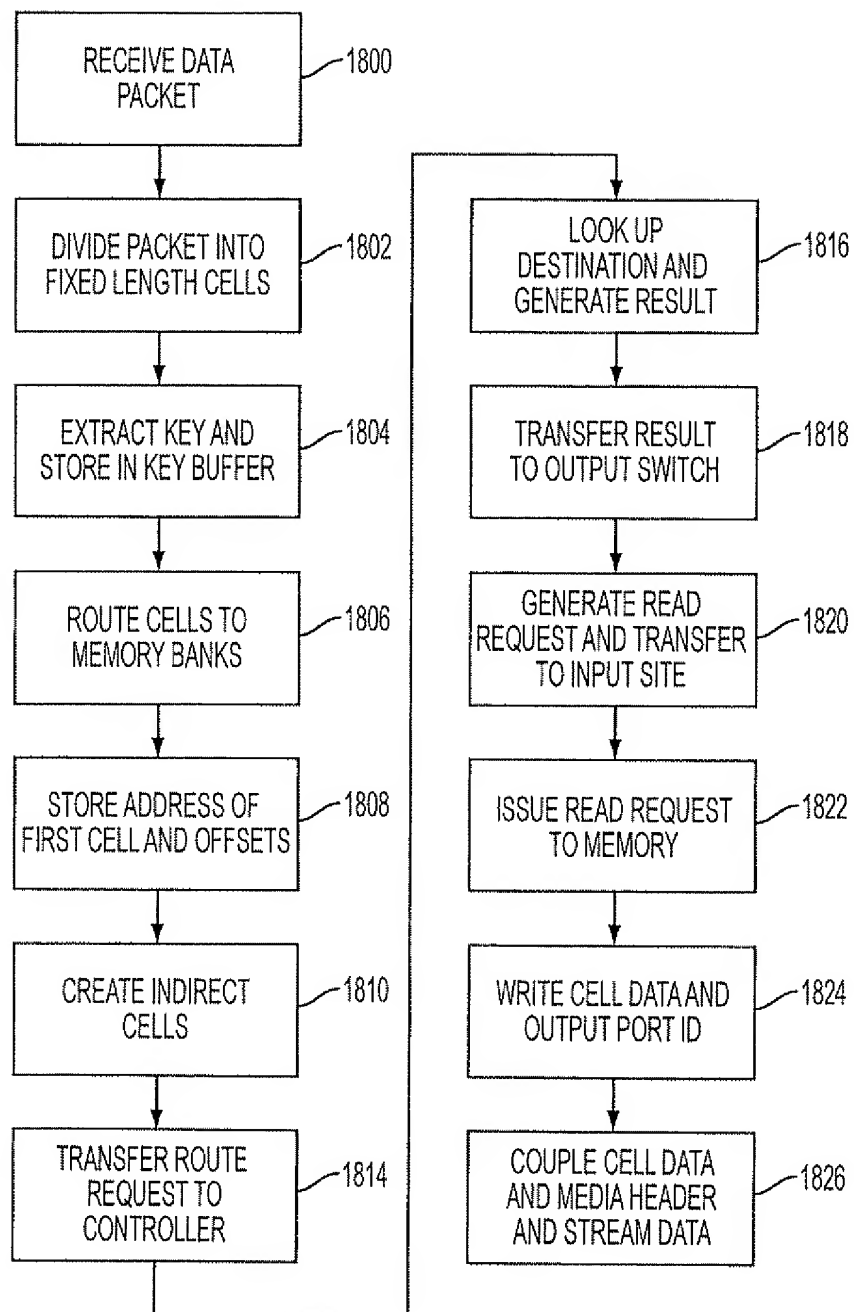 RECEIVE DATA
PACKET
1800
DIVIDE PACKET INTO
FIXED LENGTH CELLS
1802
EXTRACT KEY AND
STORE IN KEY BUFFER
1804
ROUTE CELLS TO
MEMORY BANKS
1806
STORE ADDRESS OF
FIRST CELL AND OFFSETS
1808
CREATE INDIRECT
CELLS
1810
TRANSFER ROUTE
REQUEST TO
CONTROLLER
1814
LOOK UP
DESTINATION AND
GENERATE RESULT
1816
TRANSFER RESULT
TO OUTPUT SWITCH
1818
GENERATE READ
REQUEST AND TRANSFER
TO INPUT SITE
1820
ISSUE READ REQUEST
TO MEMORY
1822
WRITE CELL DATA AND
OUTPUT PORT ID
1824
COUPLE CELL DATA
AND MEDIA HEADER
AND STREAM DATA
1826